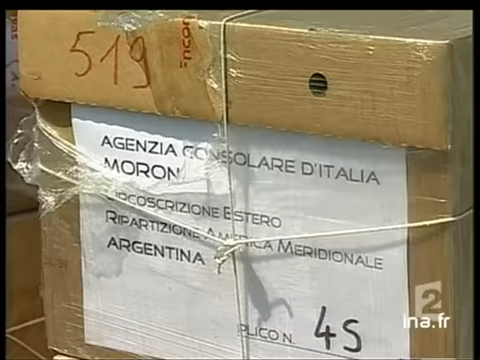 519
AGENZIA CONSOLARE D'ITALIA
MORON
CIRCOSCRIZIONE ESTERO
RIPARTIZIONE AMERICA MERIDIONALE
ARGENTINA
PLICO N. 45
2
ina.fr